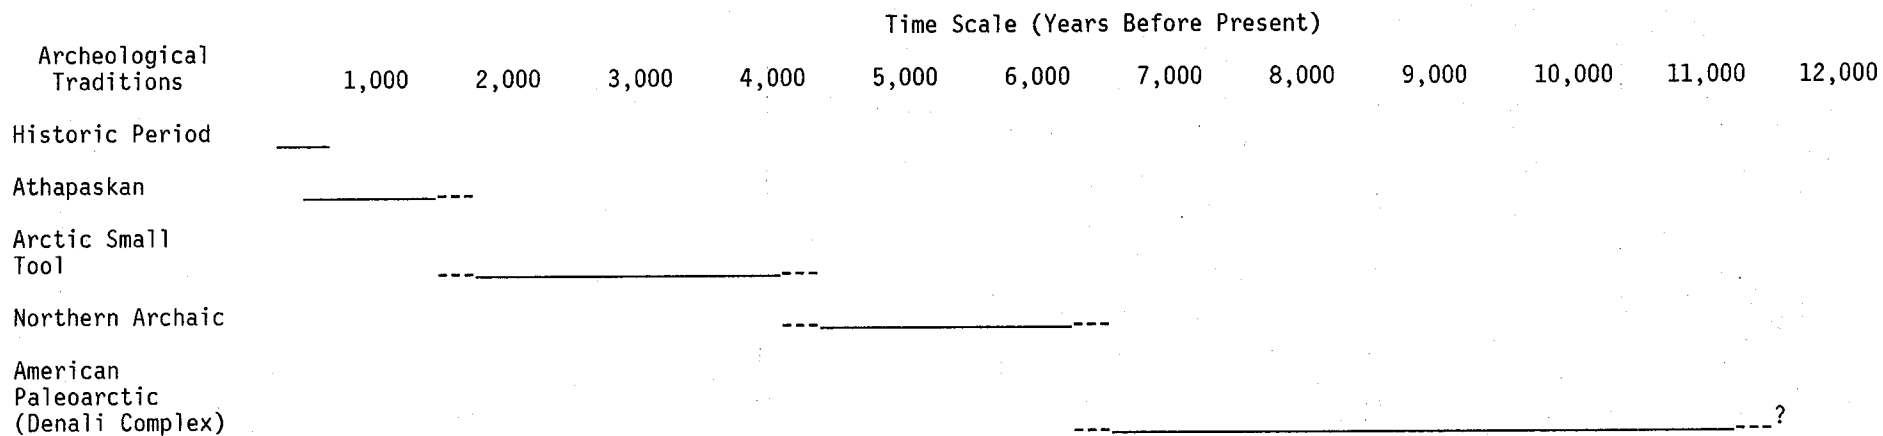 Time Scale (Years Before Present)
Archeological
Traditions 1,000 2,000 3,000 4,000 5,000 6,000 7,000 8,000 9,000 10,000 11,000 12,000
Historic Period
Athapaskan
Arctic Small
Tool
Northern Archaic
American
Paleoarctic
(Denali Complex) ?